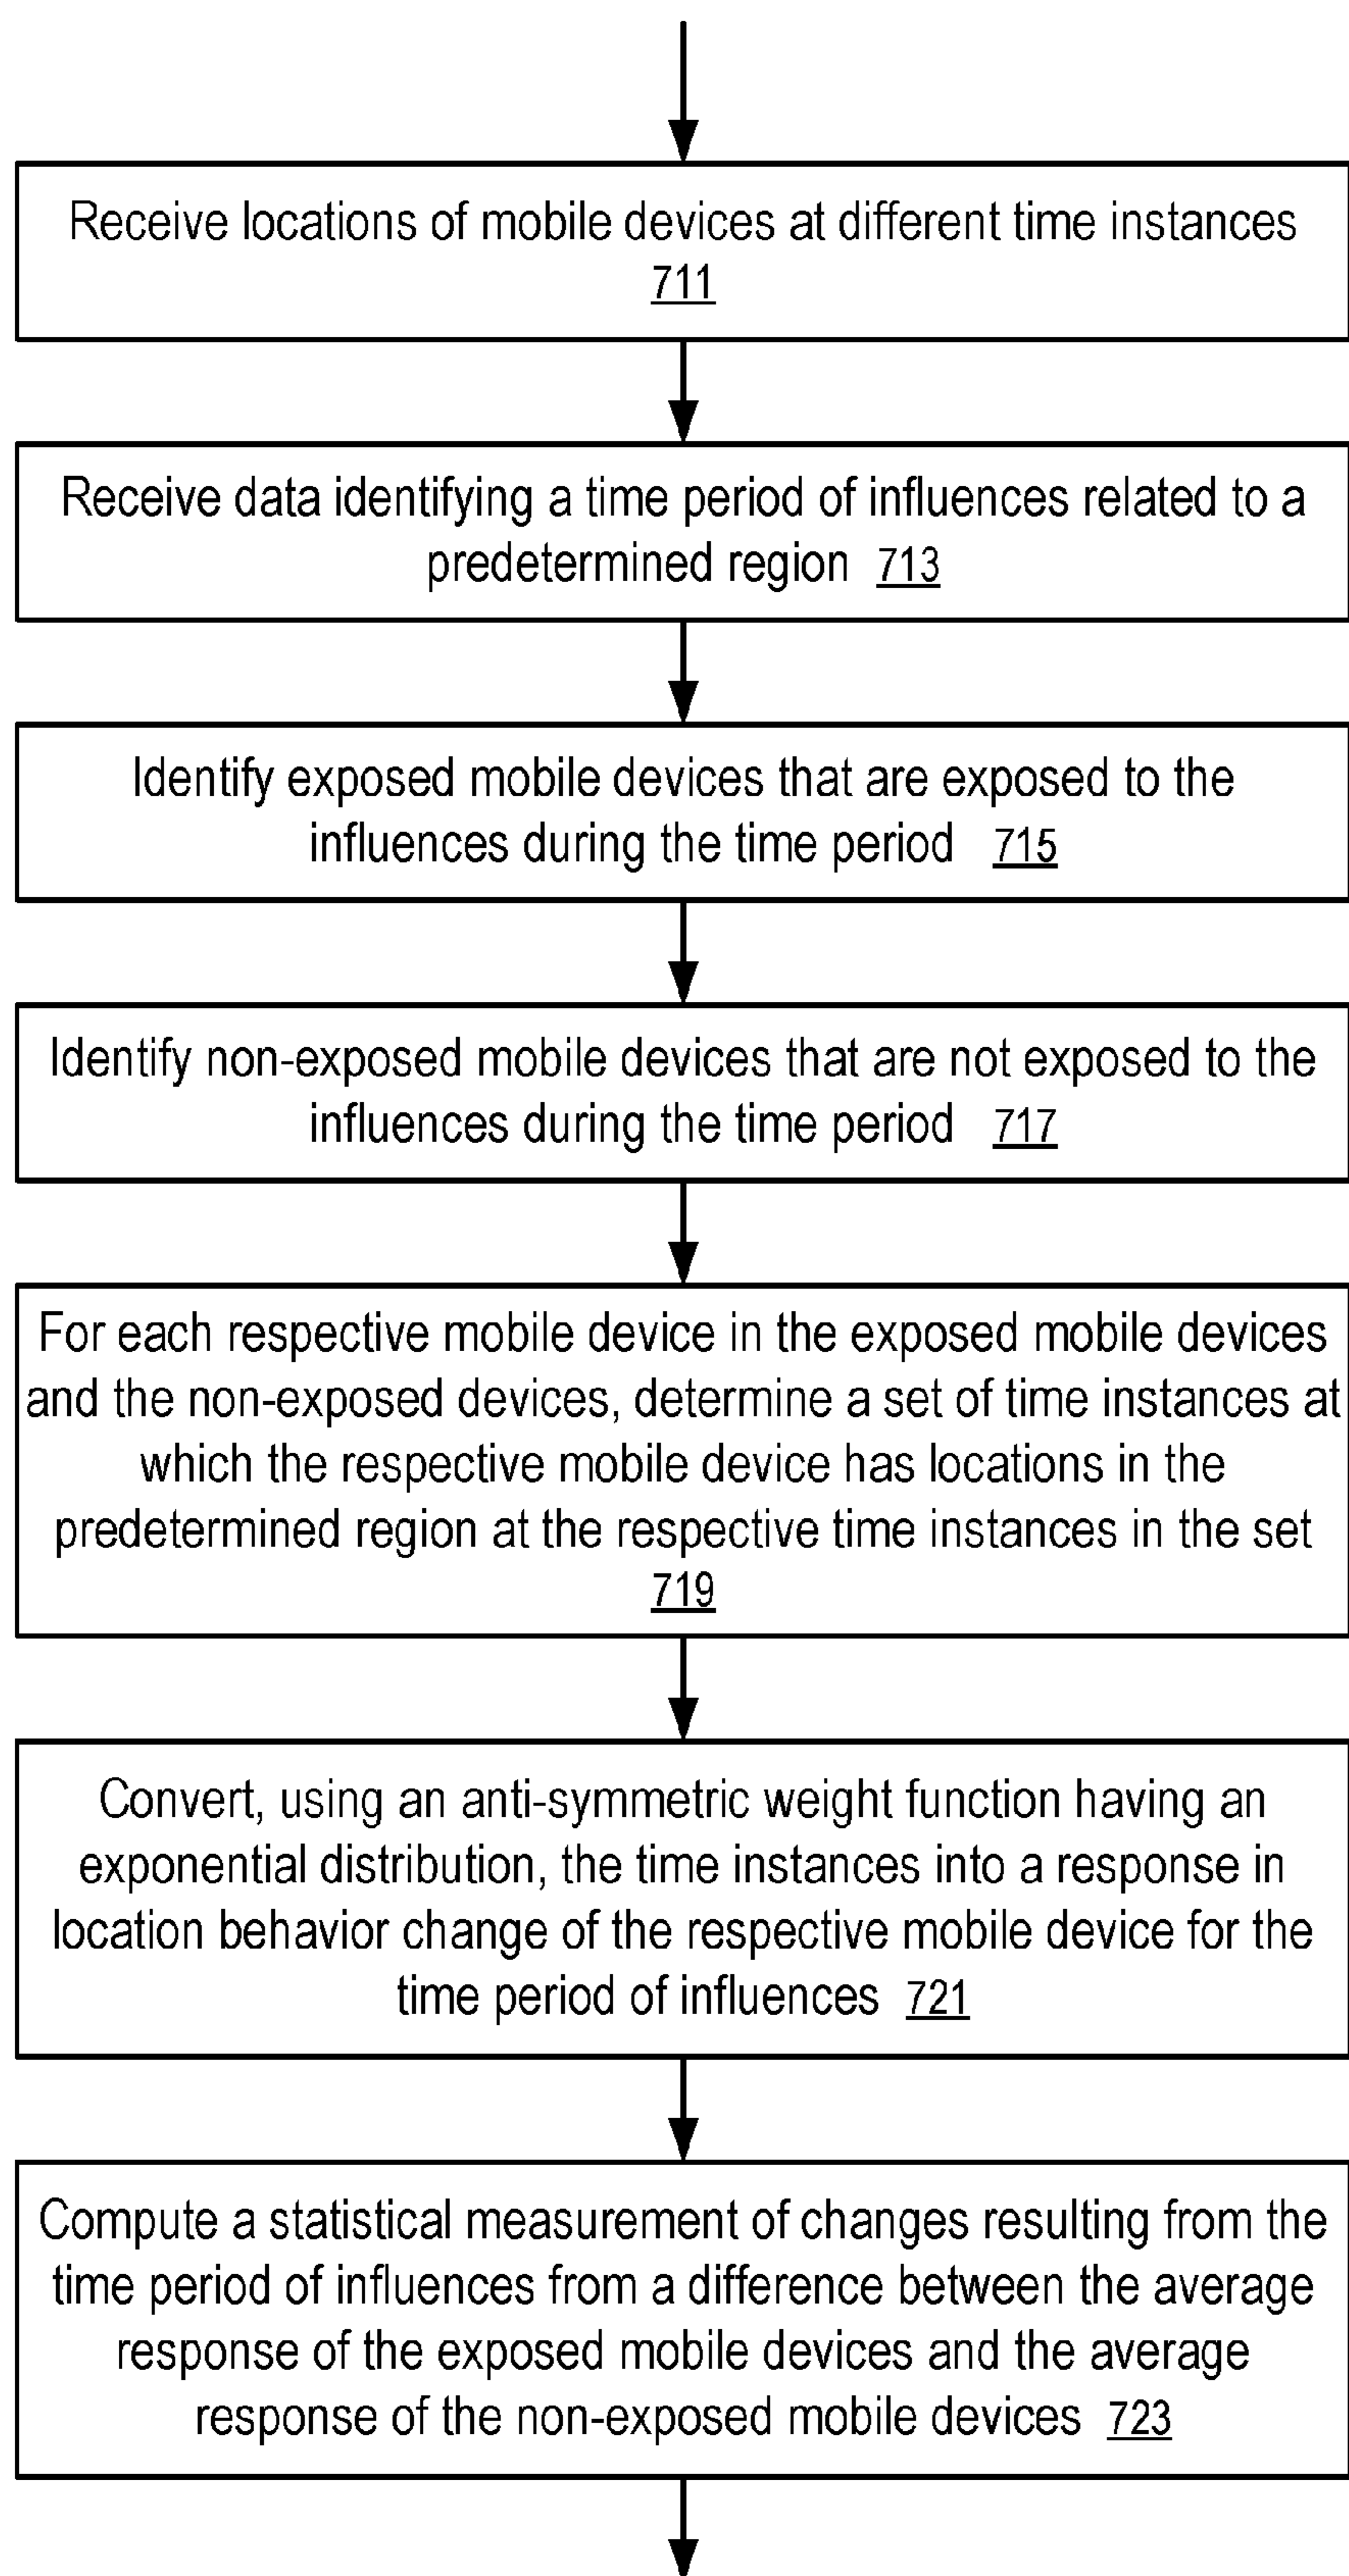 Receive locations of mobile devices at different time instances
711
Receive data identifying a time period of influences related to a
predetermined region 713
Identify exposed mobile devices that are exposed to the
influences during the time period 715
Identify non-exposed mobile devices that are not exposed to the
influences during the time period 717
For each respective mobile device in the exposed mobile devices
and the non-exposed devices, determine a set of time instances at
which the respective mobile device has locations in the
predetermined region at the respective time instances in the set
719
Convert, using an anti-symmetric weight function having an
exponential distribution, the time instances into a response in
location behavior change of the respective mobile device for the
time period of influences 721
Compute a statistical measurement of changes resulting from the
time period of influences from a difference between the average
response of the exposed mobile devices and the average
response of the non-exposed mobile devices 723